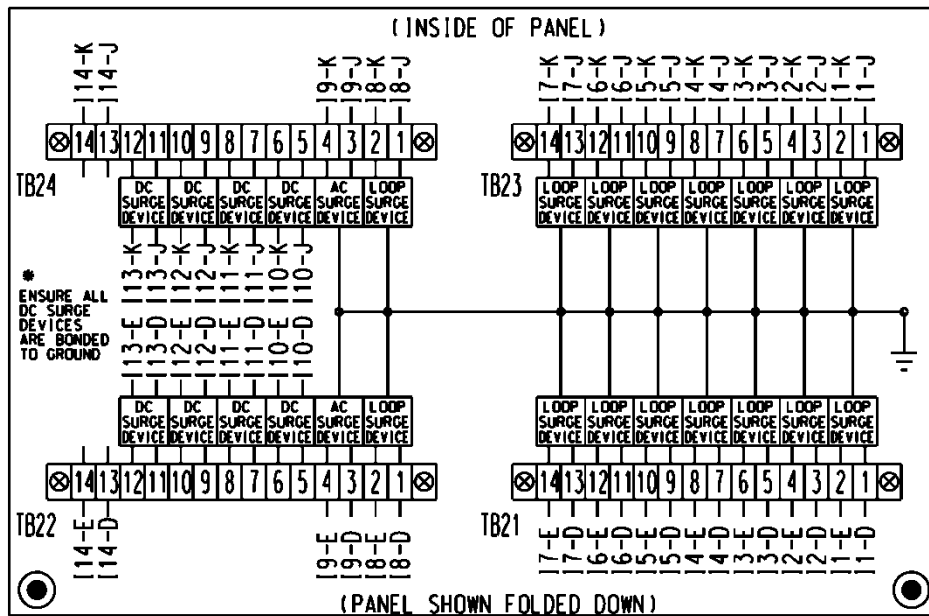 (INSIDE OF PANEL)
I14-K I14-J I9-K I9-J I8-K I8-J I7-K I7-J I6-K I6-J I5-K I5-J I4-K I4-J I3-K I3-J I2-K I2-J I1-K I1-J
14 13 12 11 10 9 8 7 6 5 4 3 2 1 14 13 12 11 10 9 8 7 6 5 4 3 2 1
TB24 TB23
DC DC DC DC AC LOOP LOOP LOOP LOOP LOOP LOOP LOOP LOOP
SURGE SURGE SURGE SURGE SURGE SURGE SURGE SURGE SURGE SURGE SURGE SURGE SURGE
DEVICE DEVICE DEVICE DEVICE DEVICE DEVICE DEVICE DEVICE DEVICE DEVICE DEVICE DEVICE DEVICE
I13-K I13-J I12-K I12-J I11-K I11-J I10-K I10-J
*
ENSURE ALL
DC SURGE
DEVICES
ARE BONDED
TO GROUND
I13-E I13-D I12-E I12-D I11-E I11-D I10-E I10-D
DC DC DC DC AC LOOP LOOP LOOP LOOP LOOP LOOP LOOP LOOP
SURGE SURGE SURGE SURGE SURGE SURGE SURGE SURGE SURGE SURGE SURGE SURGE SURGE
DEVICE DEVICE DEVICE DEVICE DEVICE DEVICE DEVICE DEVICE DEVICE DEVICE DEVICE DEVICE DEVICE
14 13 12 11 10 9 8 7 6 5 4 3 2 1 14 13 12 11 10 9 8 7 6 5 4 3 2 1
TB22 TB21
I14-E I14-D I9-E I9-D I8-E I8-D I7-E I7-D I6-E I6-D I5-E I5-D I4-E I4-D I3-E I3-D I2-E I2-D I1-E I1-D
(PANEL SHOWN FOLDED DOWN)